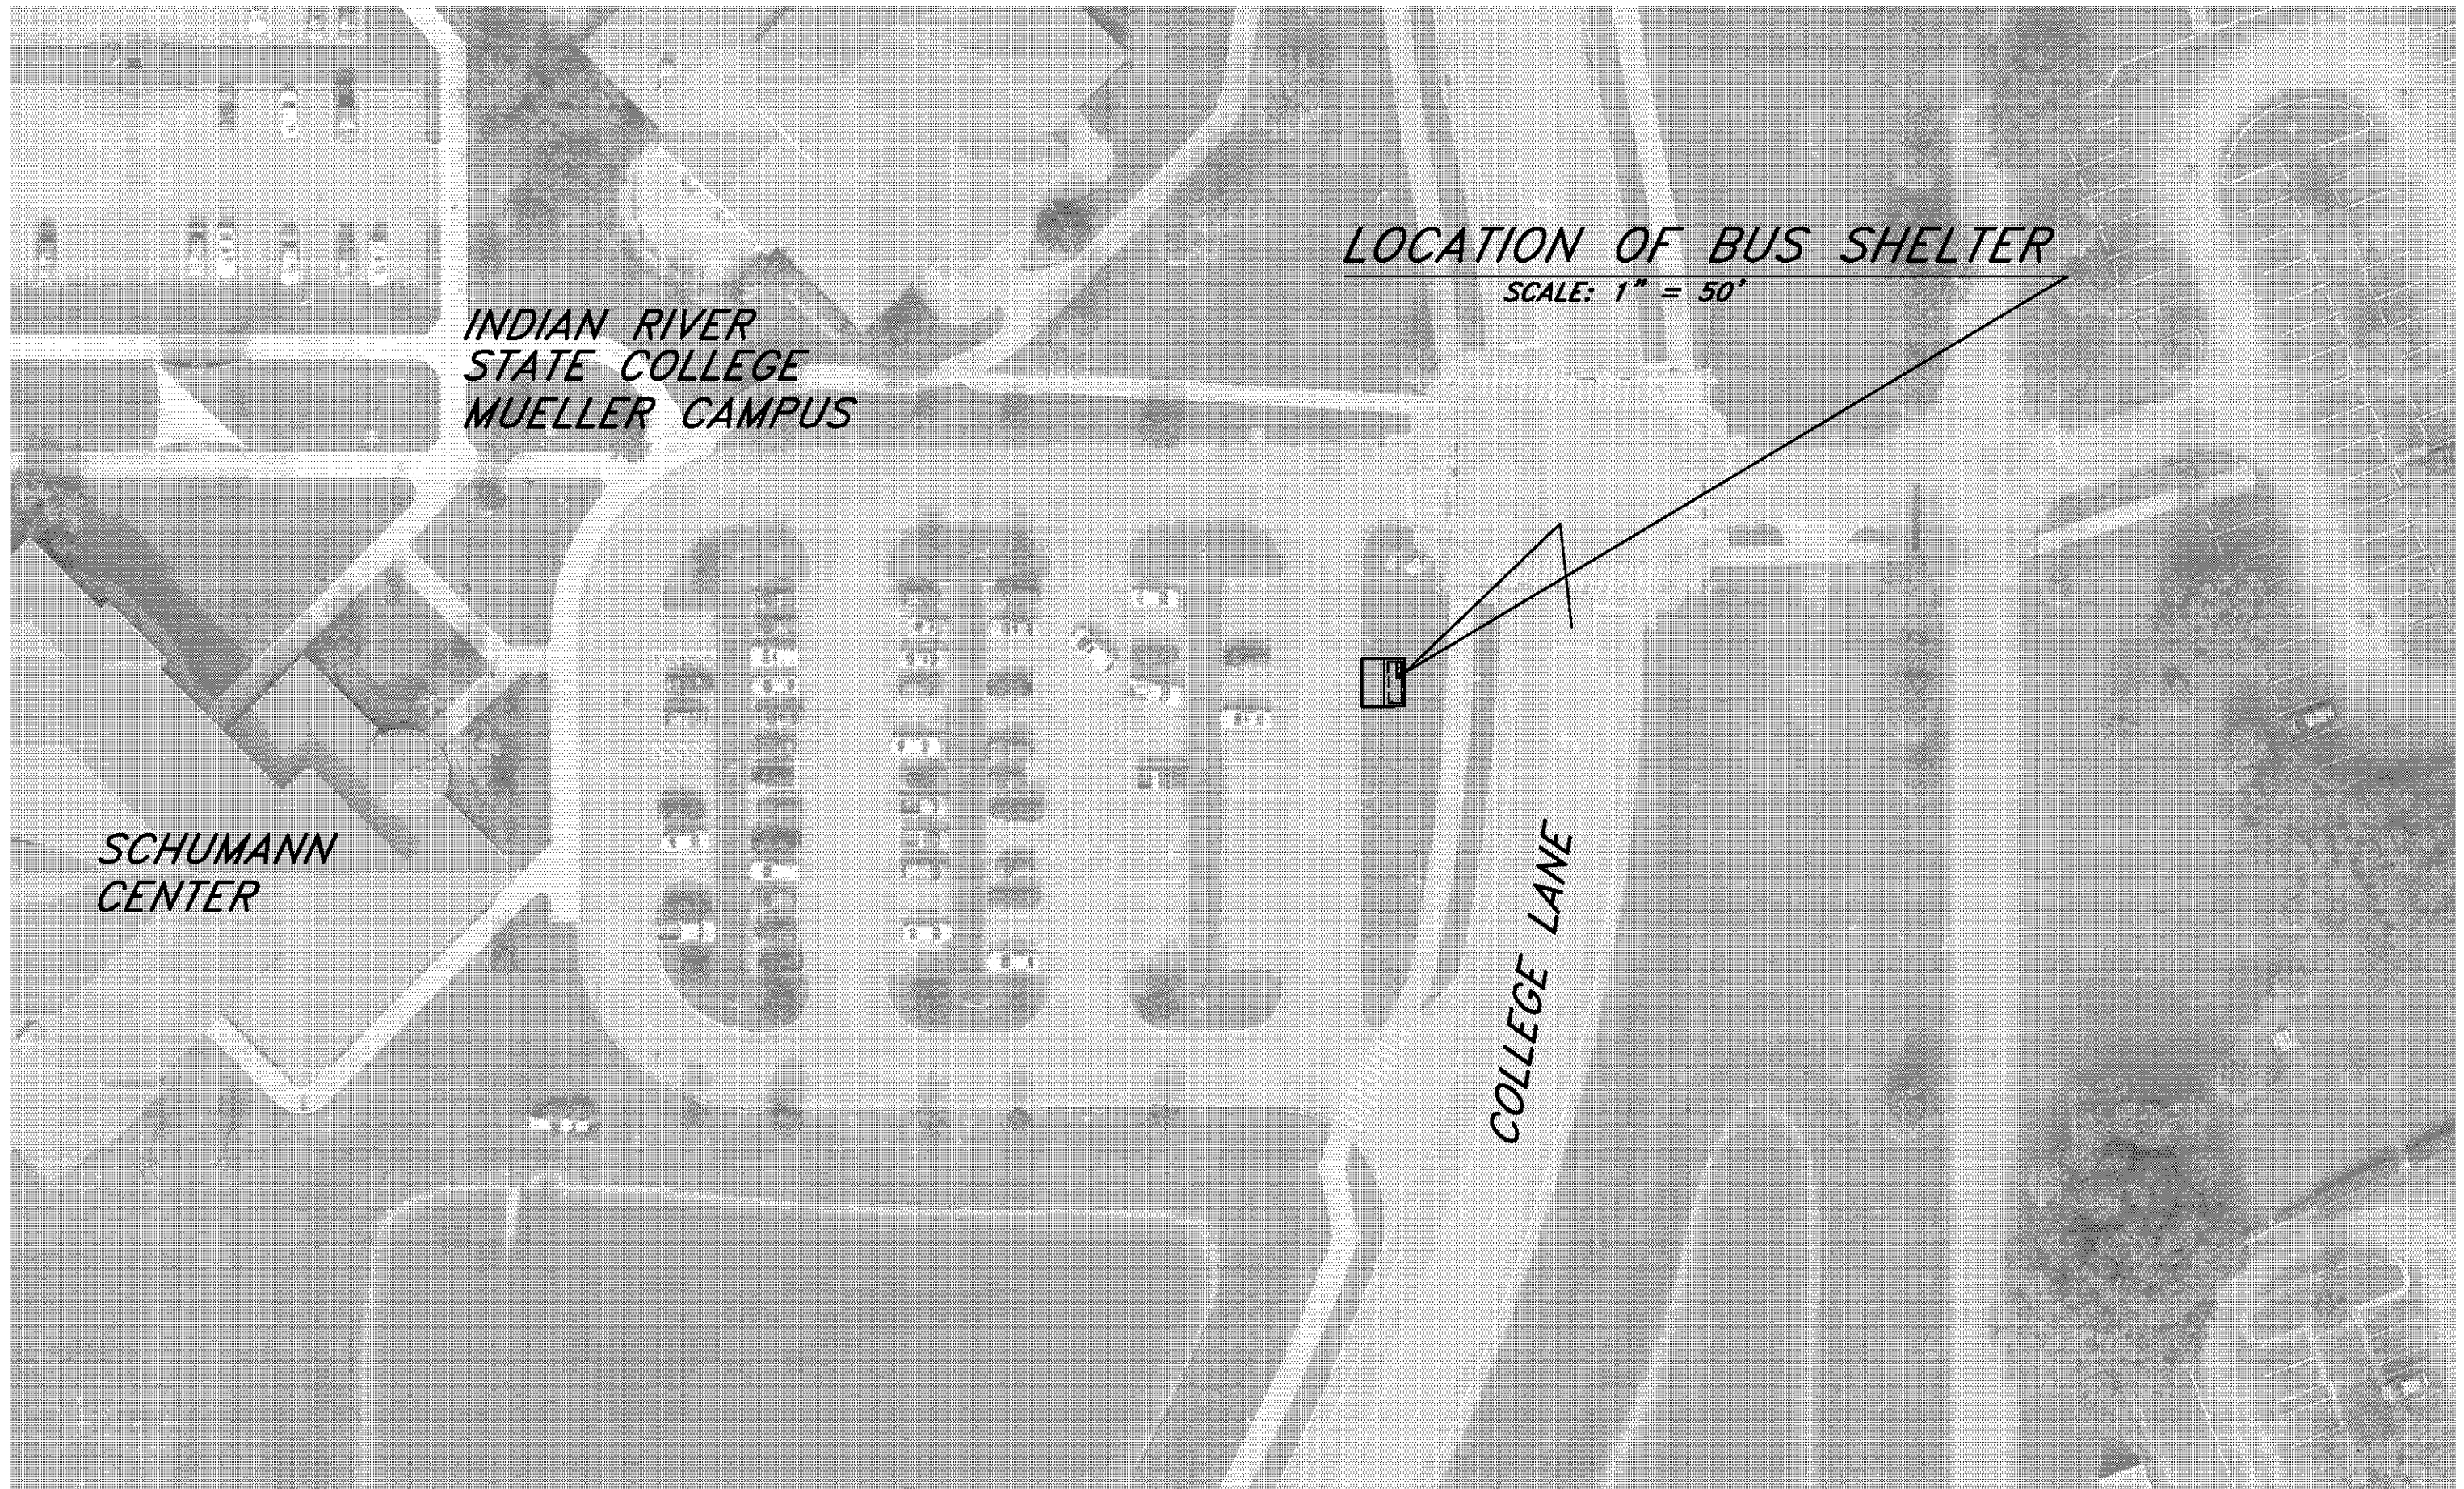 LOCATION OF BUS SHELTER
SCALE: 1" = 50'
INDIAN RIVER
STATE COLLEGE
MUELLER CAMPUS
SCHUMANN
CENTER
COLLEGE LANE